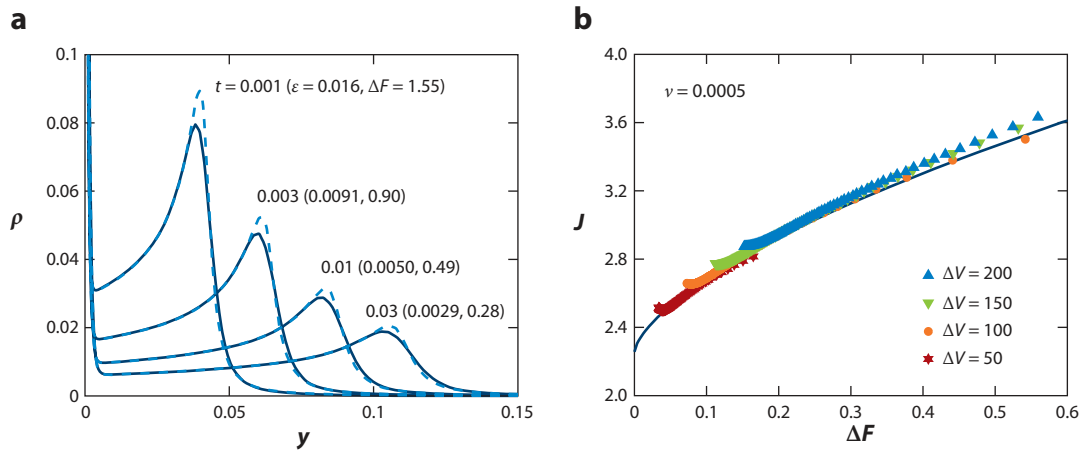 a
0.1
0.08
0.06
0.04
0.02
0
ρ
t = 0.001 (ε = 0.016, ΔF = 1.55)
0.003 (0.0091, 0.90)
0.01 (0.0050, 0.49)
0.03 (0.0029, 0.28)
0 0.05 0.1 0.15
y
b
4.0
3.6
3.2
2.8
2.4
2.0
J
ν = 0.0005
ΔV = 200
ΔV = 150
ΔV = 100
ΔV = 50
0 0.1 0.2 0.3 0.4 0.5 0.6
ΔF